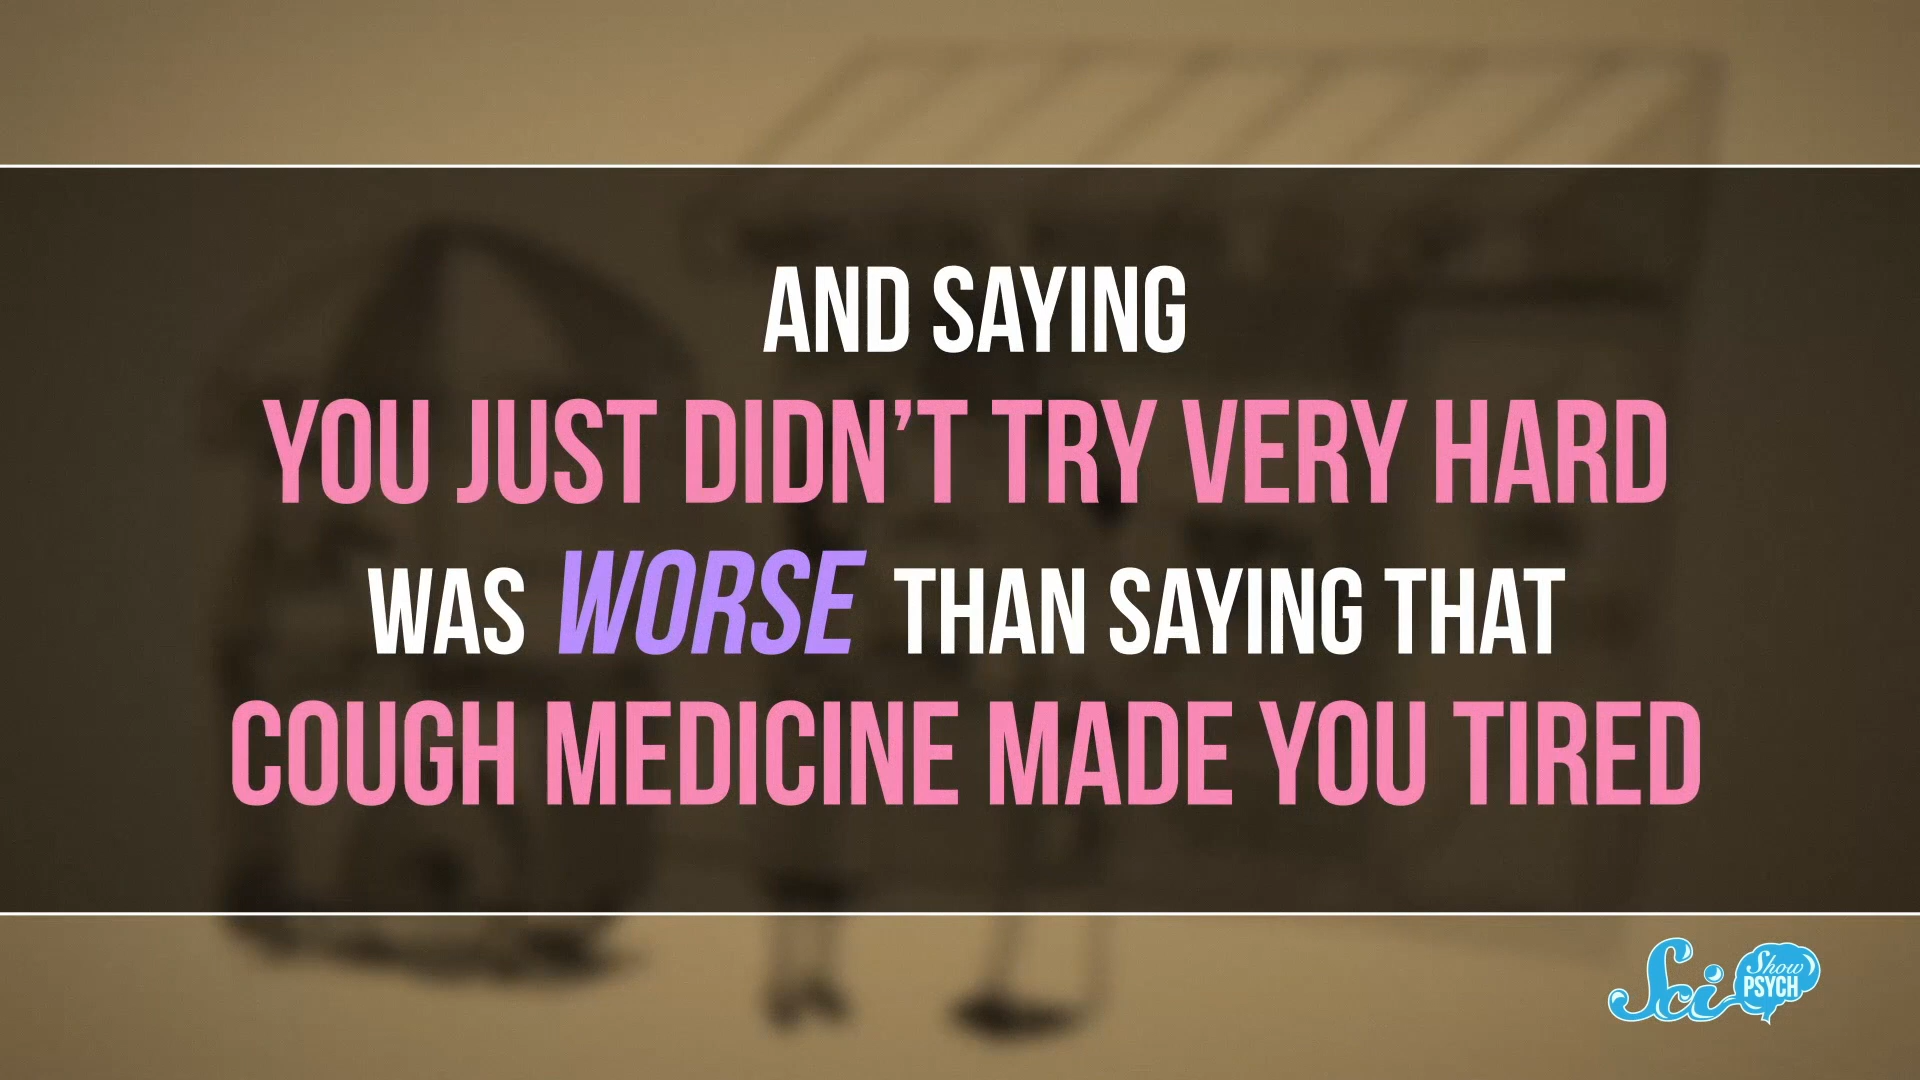 AND SAYING
YOU JUST DIDN'T TRY VERY HARD
WAS WORSE THAN SAYING THAT
COUGH MEDICINE MADE YOU TIRED
Sci Show
PSYCH